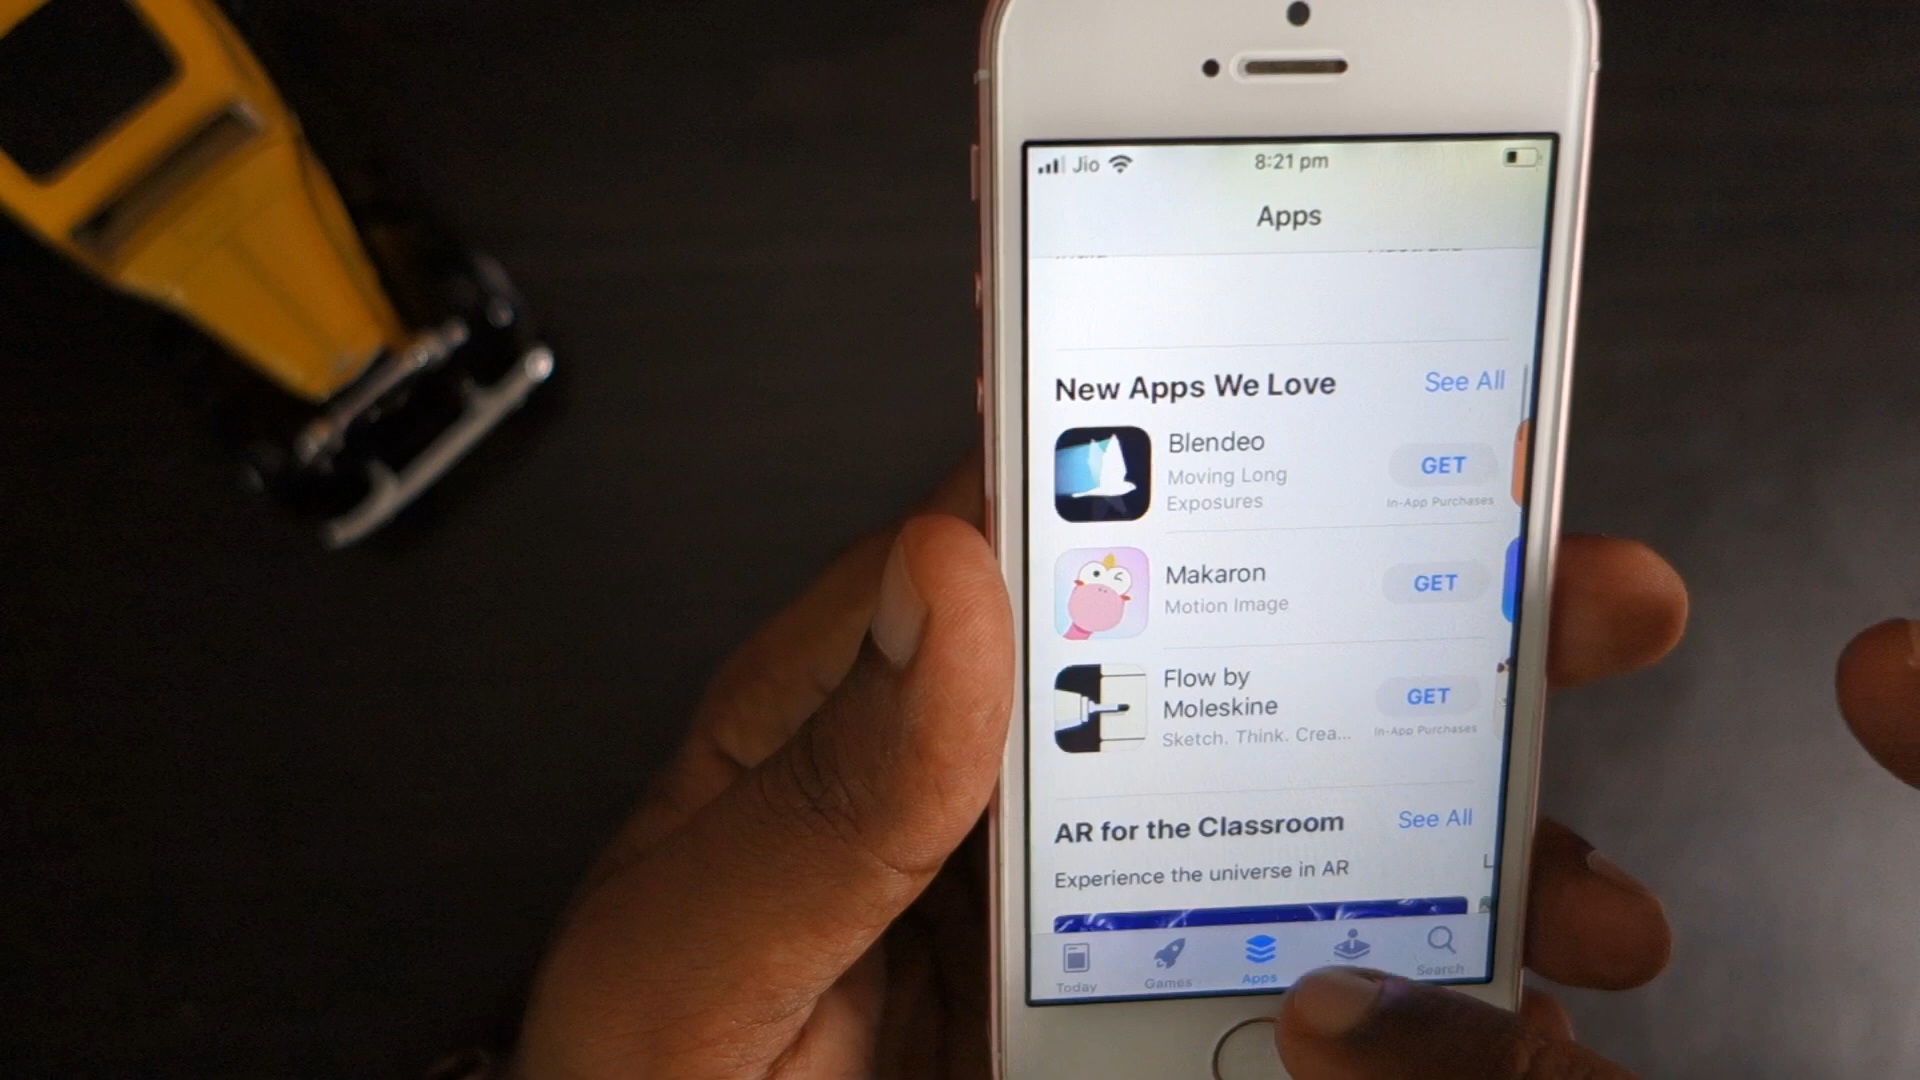 Jio 8:21 pm
Apps
New Apps We Love See All
Blendeo
Moving Long
Exposures
GET
In-App Purchases
Makaron
Motion Image
GET
Flow by
Moleskine
Sketch. Think. Crea...
GET
In-App Purchases
AR for the Classroom See All
Experience the universe in AR
L
Today Games Apps Search